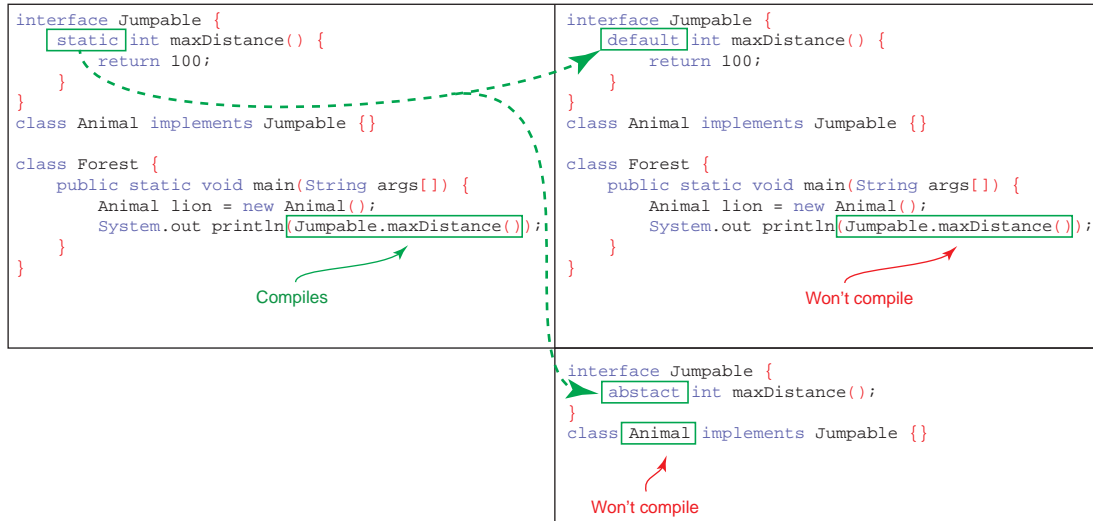 interface Jumpable {
    static int maxDistance() {
        return 100;
    }
}
class Animal implements Jumpable {}
class Forest {
    public static void main(String args[]) {
        Animal lion = new Animal();
        System.out println(Jumpable.maxDistance());
    }
}
Compiles
interface Jumpable {
    default int maxDistance() {
        return 100;
    }
}
class Animal implements Jumpable {}
class Forest {
    public static void main(String args[]) {
        Animal lion = new Animal();
        System.out println(Jumpable.maxDistance());
    }
}
Won't compile
interface Jumpable {
    abstact int maxDistance();
}
class Animal implements Jumpable {}
Won't compile